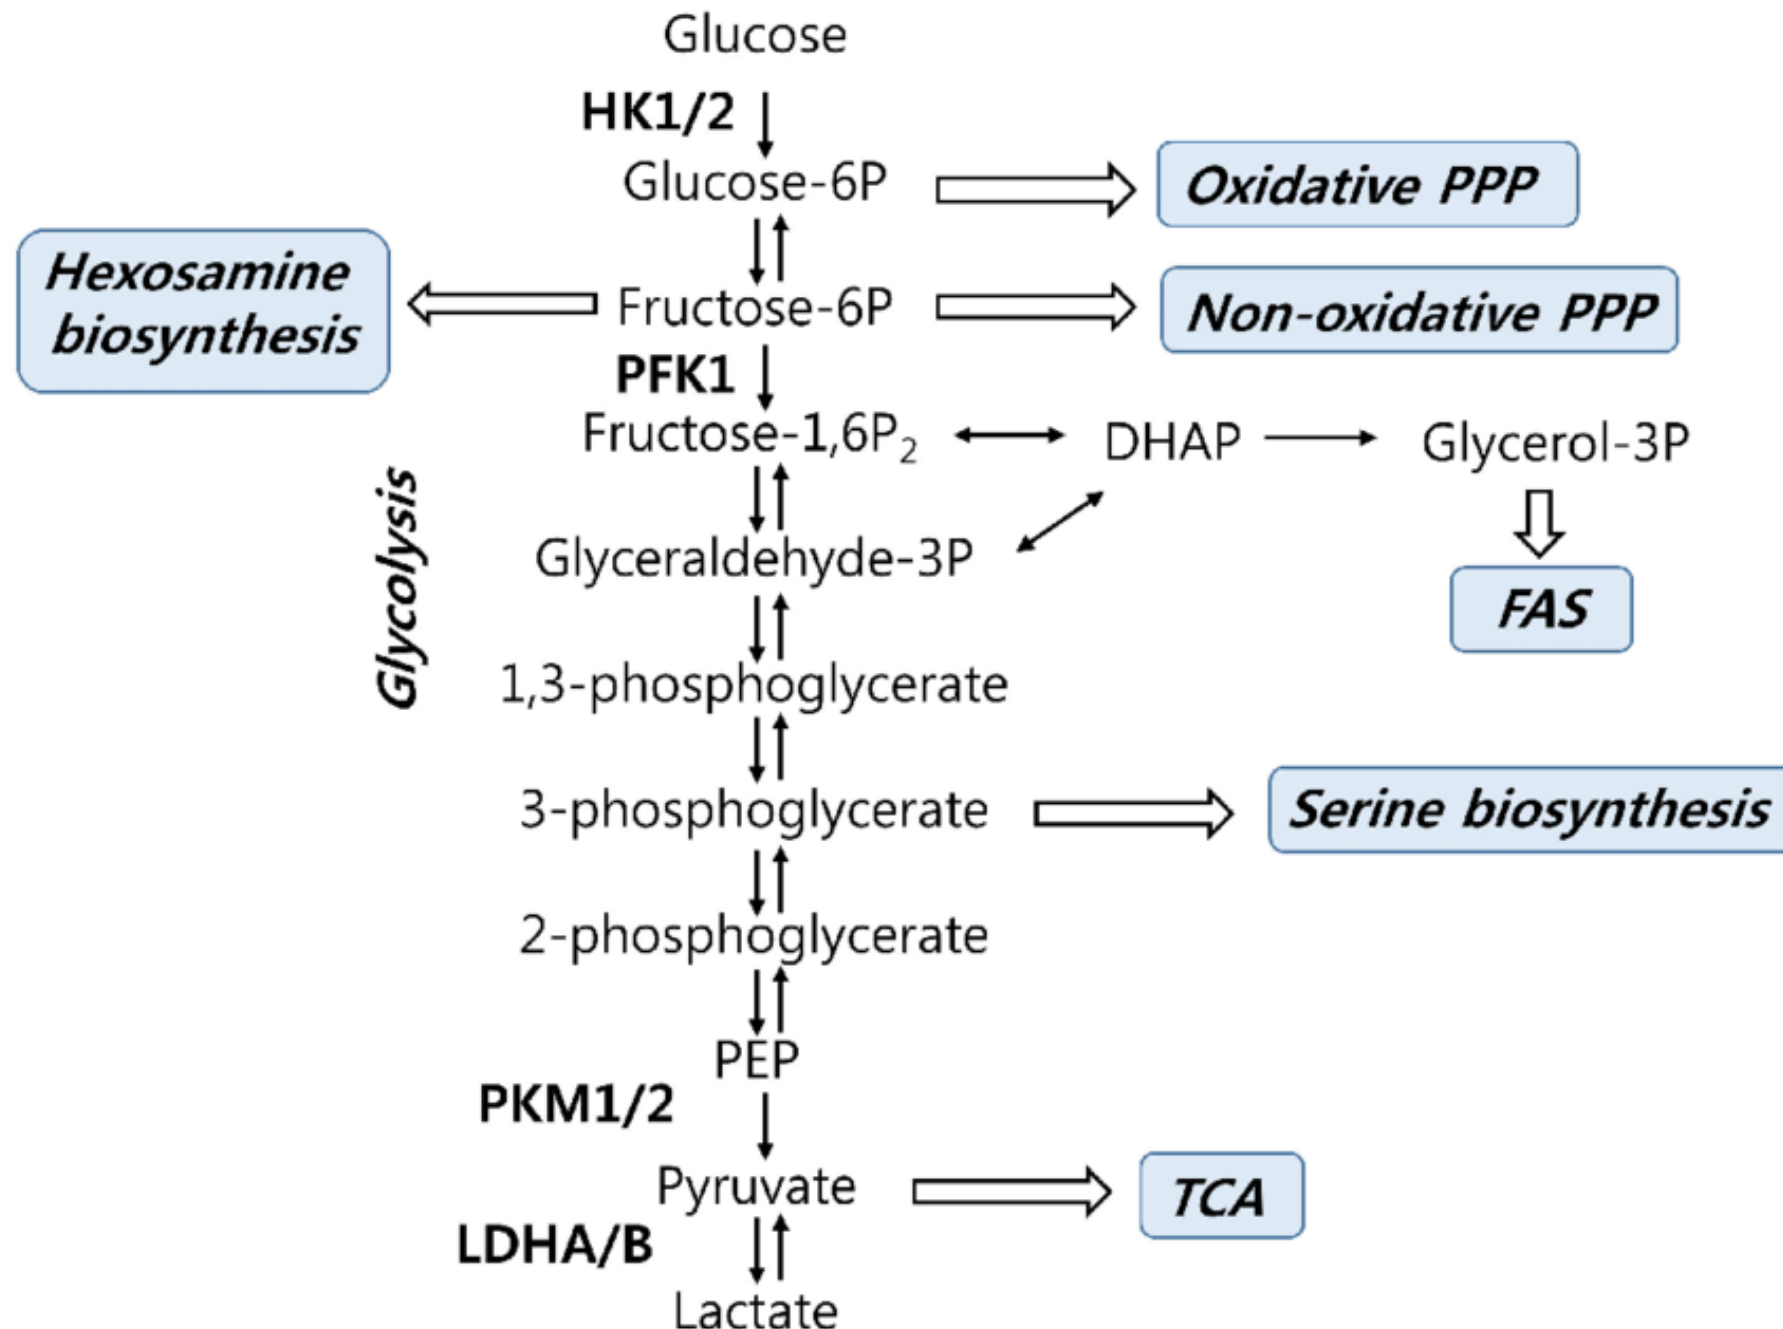 Glucose
HK1/2
Glucose-6P
Oxidative PPP
Hexosamine
biosynthesis
Fructose-6P
Non-oxidative PPP
PFK1
Fructose-1,6P₂
DHAP
Glycerol-3P
Glycolysis
Glyceraldehyde-3P
FAS
1,3-phosphoglycerate
3-phosphoglycerate
Serine biosynthesis
2-phosphoglycerate
PEP
PKM1/2
Pyruvate
TCA
LDHA/B
Lactate